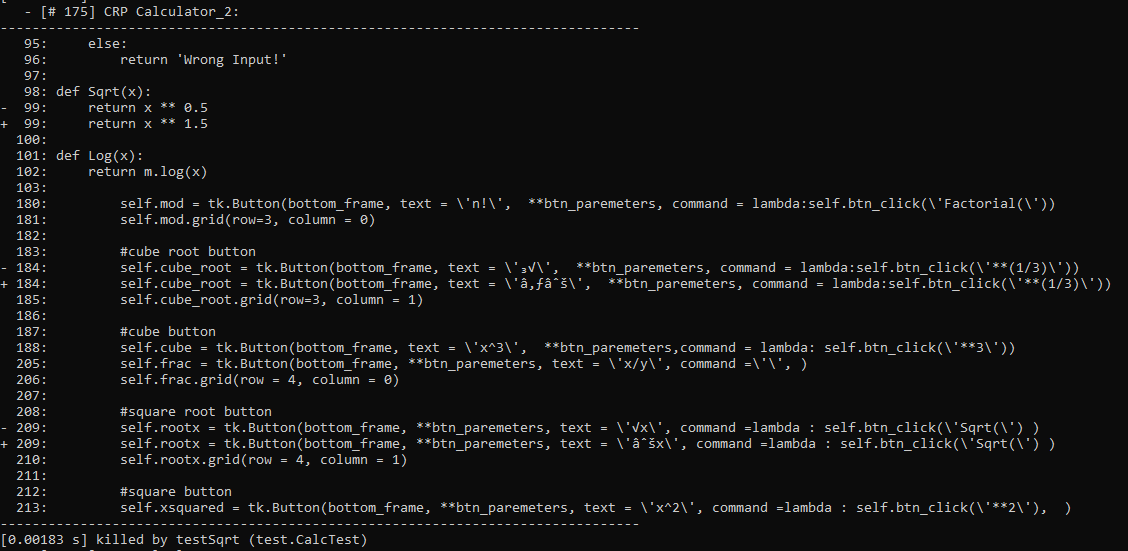 - [# 175] CRP Calculator_2:
--------------------------------------------------------------------------------
   95:     else:
   96:         return 'Wrong Input!'
   97:
   98: def Sqrt(x):
-  99:     return x ** 0.5
+  99:     return x ** 1.5
  100:
  101: def Log(x):
  102:     return m.log(x)
  103:
  180:         self.mod = tk.Button(bottom_frame, text = \'n!\',  **btn_paremeters, command = lambda:self.btn_click(\'Factorial(\'))
  181:         self.mod.grid(row=3, column = 0)
  182:
  183:         #cube root button
- 184:         self.cube_root = tk.Button(bottom_frame, text = \'₃√\',  **btn_paremeters, command = lambda:self.btn_click(\'**(1/3)\'))
+ 184:         self.cube_root = tk.Button(bottom_frame, text = \'â‚ƒâˆš\',  **btn_paremeters, command = lambda:self.btn_click(\'**(1/3)\'))
  185:         self.cube_root.grid(row=3, column = 1)
  186:
  187:         #cube button
  188:         self.cube = tk.Button(bottom_frame, text = \'x^3\',  **btn_paremeters,command = lambda: self.btn_click(\'**3\'))
  205:         self.frac = tk.Button(bottom_frame, **btn_paremeters, text = \'x/y\', command =\'\', )
  206:         self.frac.grid(row = 4, column = 0)
  207:
  208:         #square root button
- 209:         self.rootx = tk.Button(bottom_frame, **btn_paremeters, text = \'√x\', command =lambda : self.btn_click(\'Sqrt(\') )
+ 209:         self.rootx = tk.Button(bottom_frame, **btn_paremeters, text = \'âˆšx\', command =lambda : self.btn_click(\'Sqrt(\') )
  210:         self.rootx.grid(row = 4, column = 1)
  211:
  212:         #square button
  213:         self.xsquared = tk.Button(bottom_frame, **btn_paremeters, text = \'x^2\', command =lambda : self.btn_click(\'**2\'),  )
--------------------------------------------------------------------------------
[0.00183 s] killed by testSqrt (test.CalcTest)